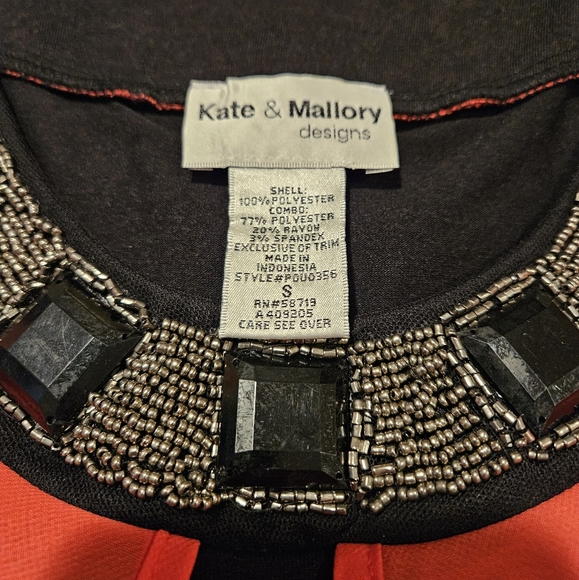 Kate & Mallory
designs
SHELL:
100% POLYESTER
COMBO:
77% POLYESTER
20% RAYON
3% SPANDEX
EXCLUSIVE OF TRIM
MADE IN
INDONESIA
STYLE#POU0356
S
RN#58719
A409205
CARE SEE OVER